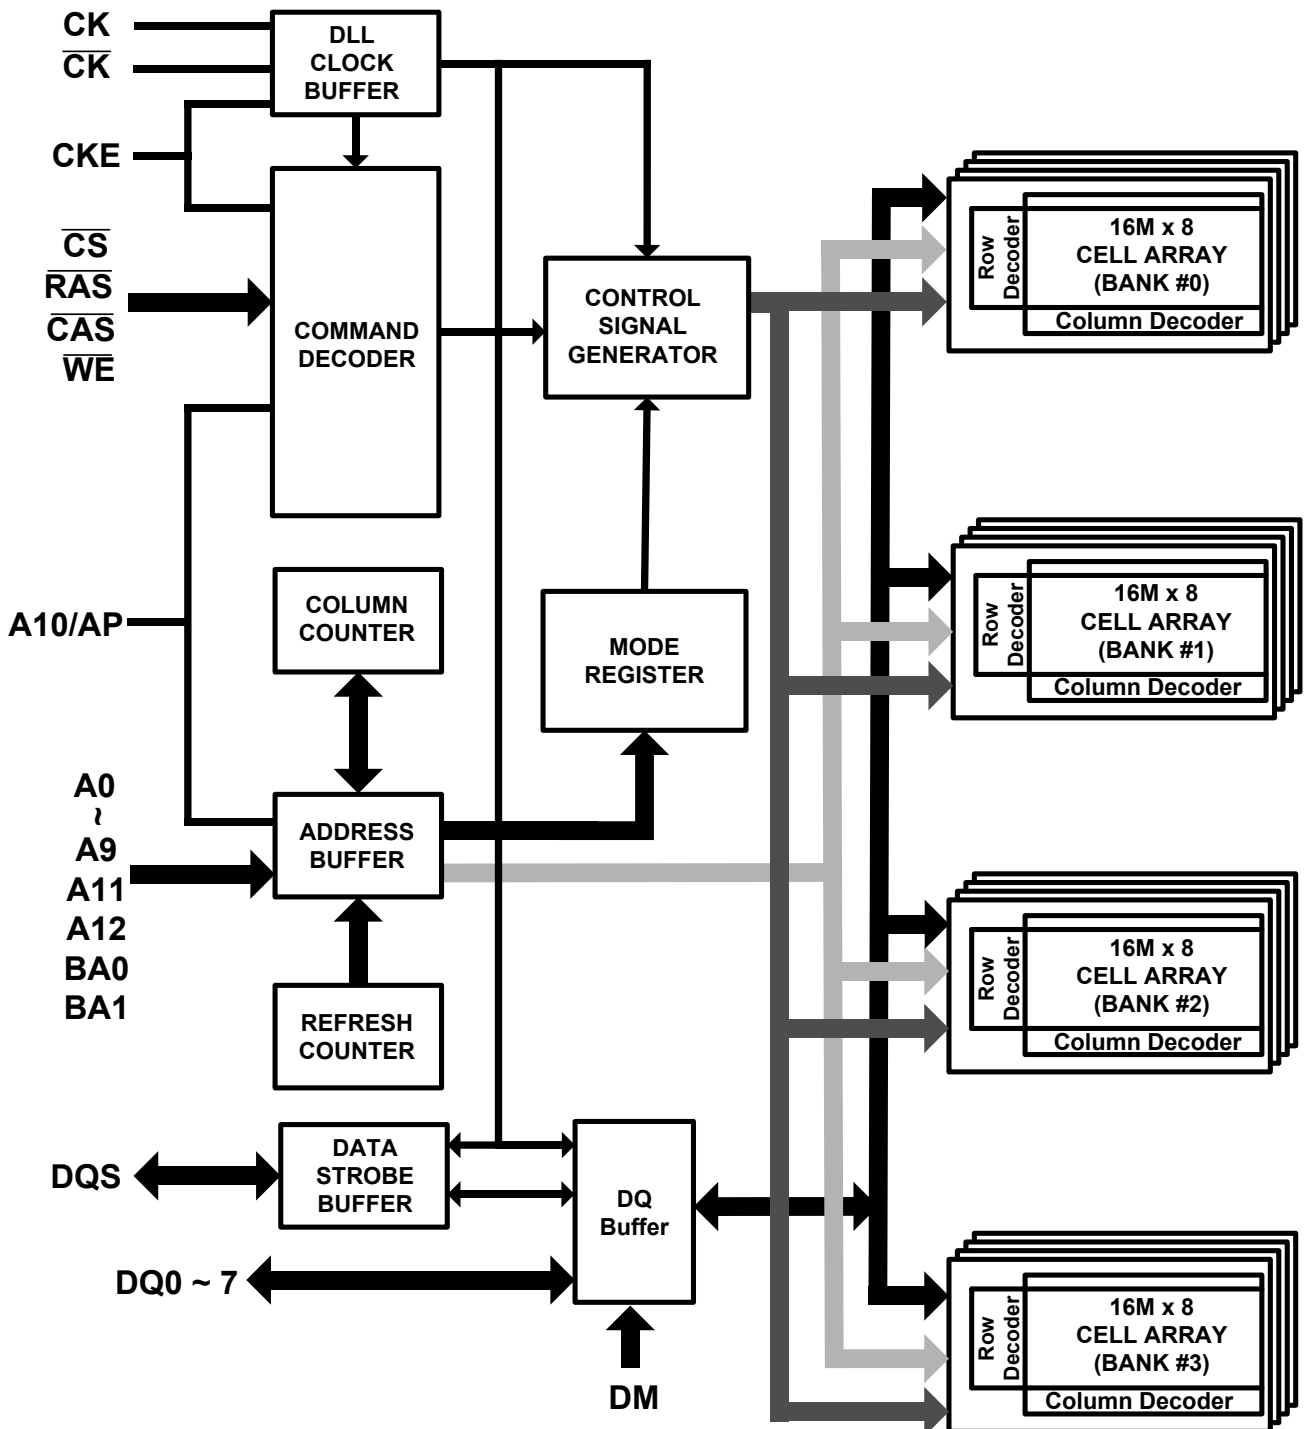 CK
CK
CKE
CS
RAS
CAS
WE
A10/AP
A0
~
A9
A11
A12
BA0
BA1
DQS
DQ0 ~ 7
DLL
CLOCK
BUFFER
COMMAND
DECODER
CONTROL
SIGNAL
GENERATOR
COLUMN
COUNTER
MODE
REGISTER
ADDRESS
BUFFER
REFRESH
COUNTER
DATA
STROBE
BUFFER
DQ
Buffer
DM
Row
Decoder
16M x 8
CELL ARRAY
(BANK #0)
Column Decoder
Row
Decoder
16M x 8
CELL ARRAY
(BANK #1)
Column Decoder
Row
Decoder
16M x 8
CELL ARRAY
(BANK #2)
Column Decoder
Row
Decoder
16M x 8
CELL ARRAY
(BANK #3)
Column Decoder